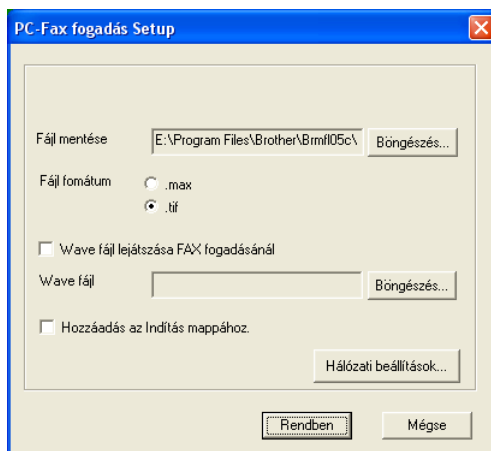 PC-Fax fogadás Setup
Fájl mentése E:\Program Files\Brother\Brmfl05c\ Böngészés...
Fájl fomátum .max
.tif
Wave fájl lejátszása FAX fogadásánál
Wave fájl Böngészés...
Hozzáadás az Indítás mappához.
Hálózati beállítások...
Rendben Mégse